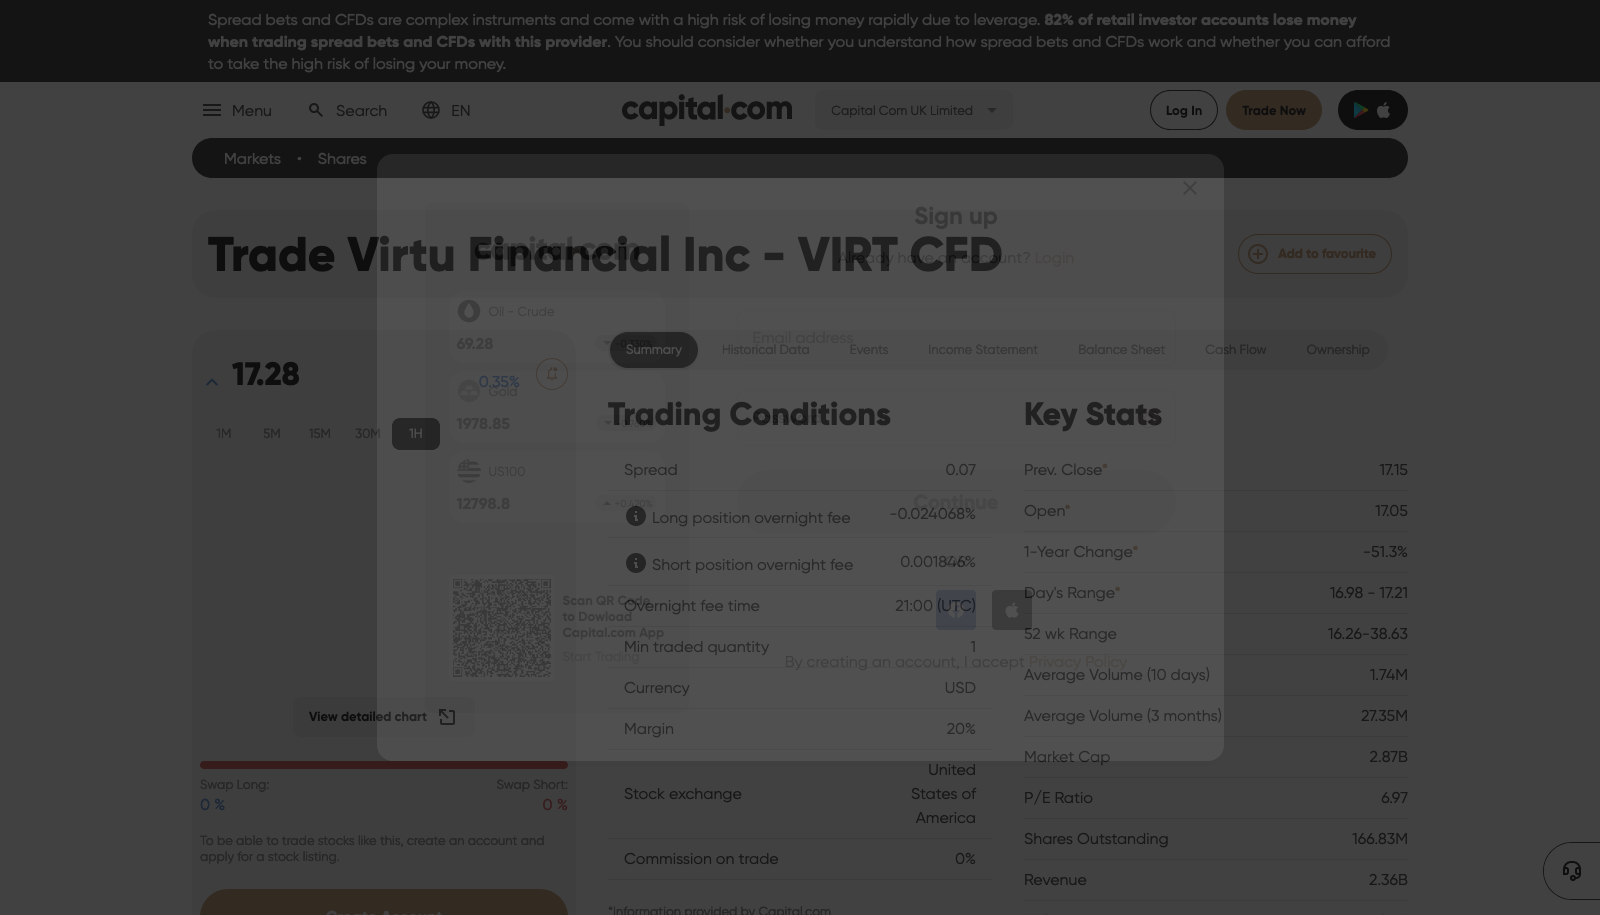 Spread bets and CFDs are complex instruments and come with a high risk of losing money rapidly due to leverage. 82% of retail investor accounts lose money
when trading spread bets and CFDs with this provider. You should consider whether you understand how spread bets and CFDs work and whether you can afford
to take the high risk of losing your money.
Menu Search EN capital.com Capital Com UK Limited Log In Trade Now
Markets • Shares
Trade Virtu Financial Inc - VIRT CFD
Add to favourite
Sign up
Already have an account? Login
capital.com
Oil - Crude
69.28
Gold
1978.85
US100
12798.8 +0.670%
Scan QR Code
to Dowload
Capital.com App
Start Trading
Email address
Continue
By creating an account, I accept Privacy Policy
17.28
0.35%
1M 5M 15M 30M 1H
View detailed chart
Swap Long: Swap Short:
0 % 0 %
To be able to trade stocks like this, create an account and
apply for a stock listing.
Create Account
Summary Historical Data Events Income Statement Balance Sheet Cash Flow Ownership
Trading Conditions
Spread 0.07
Long position overnight fee -0.024068%
Short position overnight fee 0.001846%
Overnight fee time 21:00 (UTC)
Min traded quantity 1
Currency USD
Margin 20%
Stock exchange United
States of
America
Commission on trade 0%
*Information provided by Capital.com
Key Stats
Prev. Close* 17.15
Open* 17.05
1-Year Change* -51.3%
Day's Range* 16.98 - 17.21
52 wk Range 16.26-38.63
Average Volume (10 days) 1.74M
Average Volume (3 months) 27.35M
Market Cap 2.87B
P/E Ratio 6.97
Shares Outstanding 166.83M
Revenue 2.36B